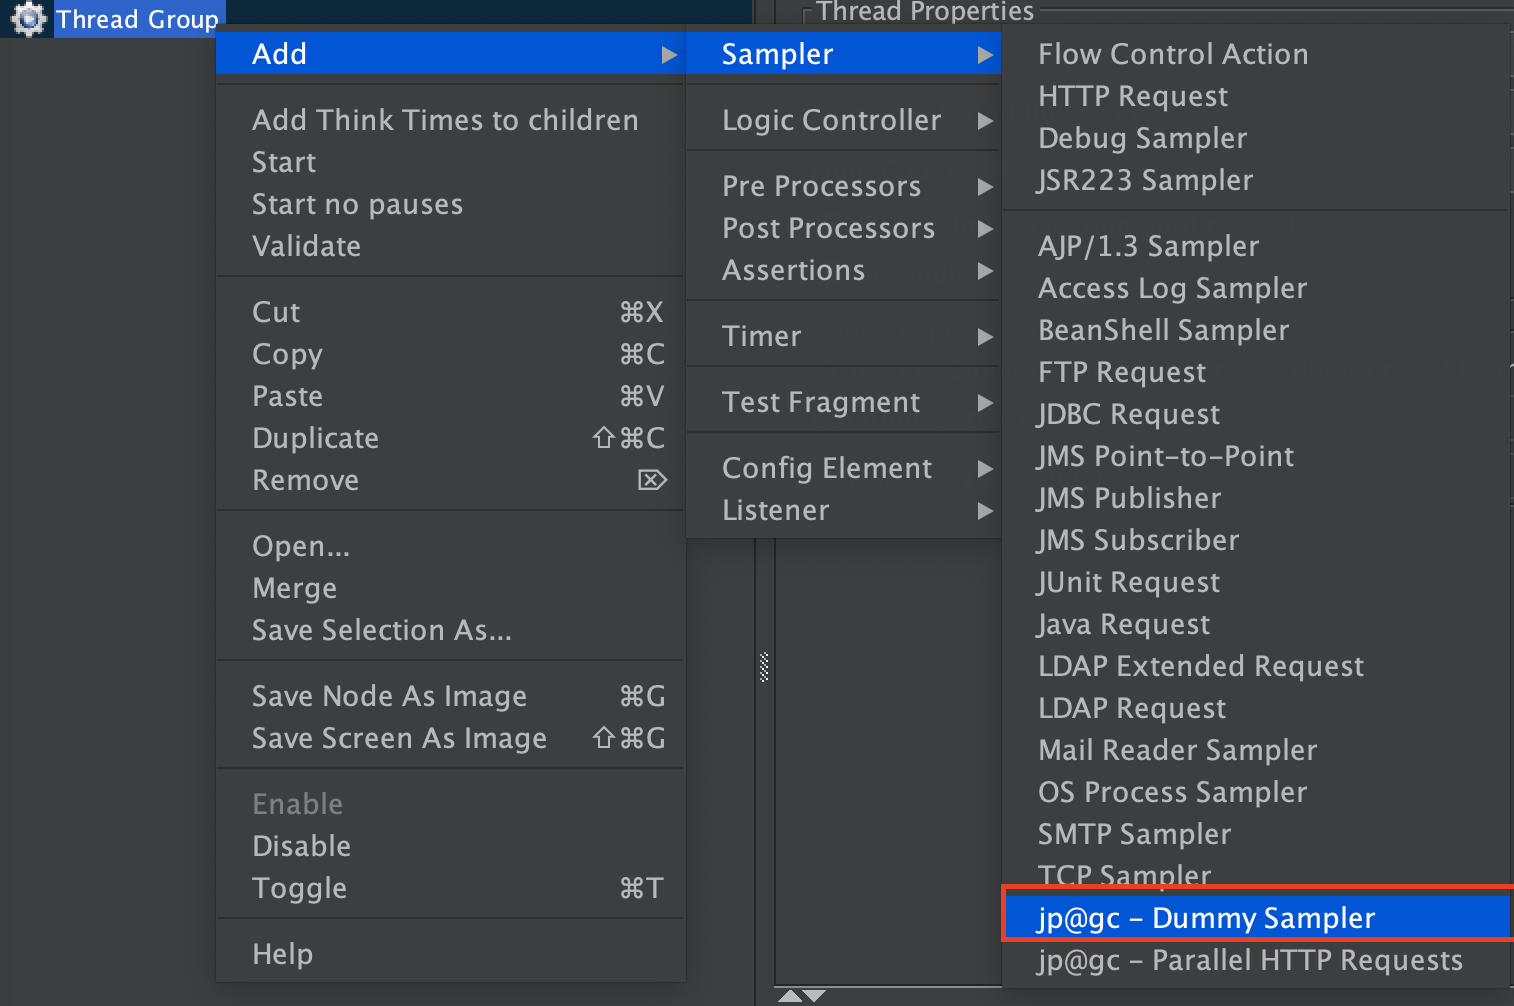 Thread Group
Thread Properties
Add
Add Think Times to children
Start
Start no pauses
Validate
Cut ⌘X
Copy ⌘C
Paste ⌘V
Duplicate ⇧⌘C
Remove ⌦
Open...
Merge
Save Selection As...
Save Node As Image ⌘G
Save Screen As Image ⇧⌘G
Enable
Disable
Toggle ⌘T
Help
Sampler
Logic Controller
Pre Processors
Post Processors
Assertions
Timer
Test Fragment
Config Element
Listener
Flow Control Action
HTTP Request
Debug Sampler
JSR223 Sampler
AJP/1.3 Sampler
Access Log Sampler
BeanShell Sampler
FTP Request
JDBC Request
JMS Point-to-Point
JMS Publisher
JMS Subscriber
JUnit Request
Java Request
LDAP Extended Request
LDAP Request
Mail Reader Sampler
OS Process Sampler
SMTP Sampler
TCP Sampler
jp@gc - Dummy Sampler
jp@gc - Parallel HTTP Requests